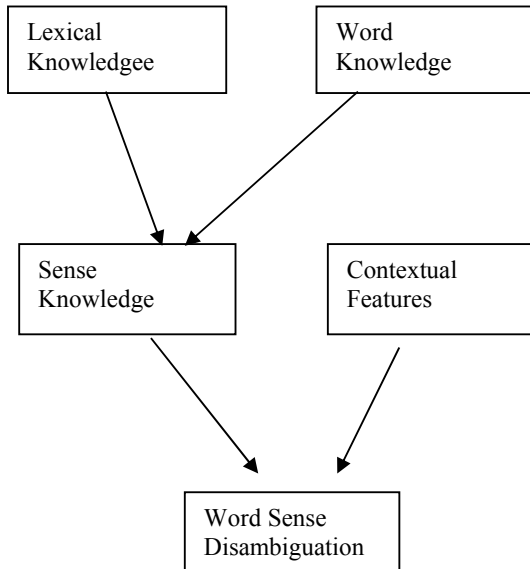 Lexical
Knowledgee
Word
Knowledge
Sense
Knowledge
Contextual
Features
Word Sense
Disambiguation